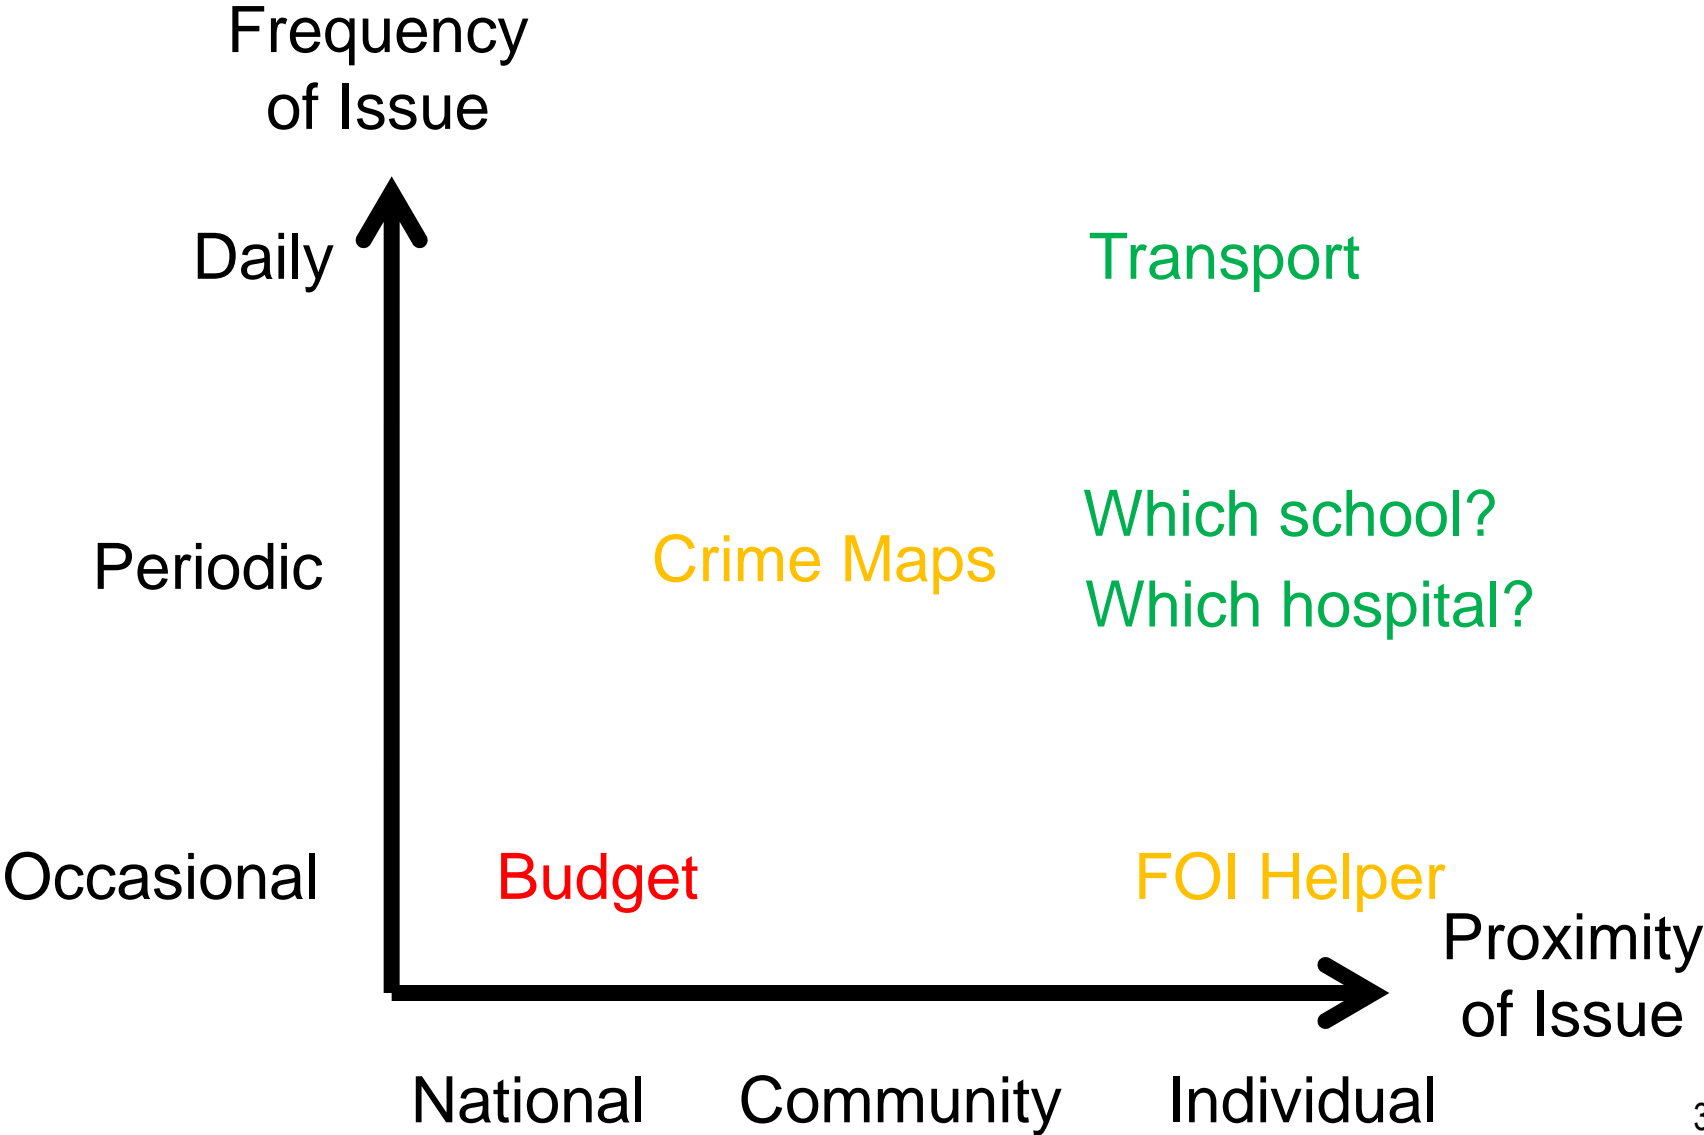 Frequency
of Issue
Daily
Transport
Periodic
Crime Maps
Which school?
Which hospital?
Occasional
Budget
FOI Helper
Proximity
of Issue
National
Community
Individual